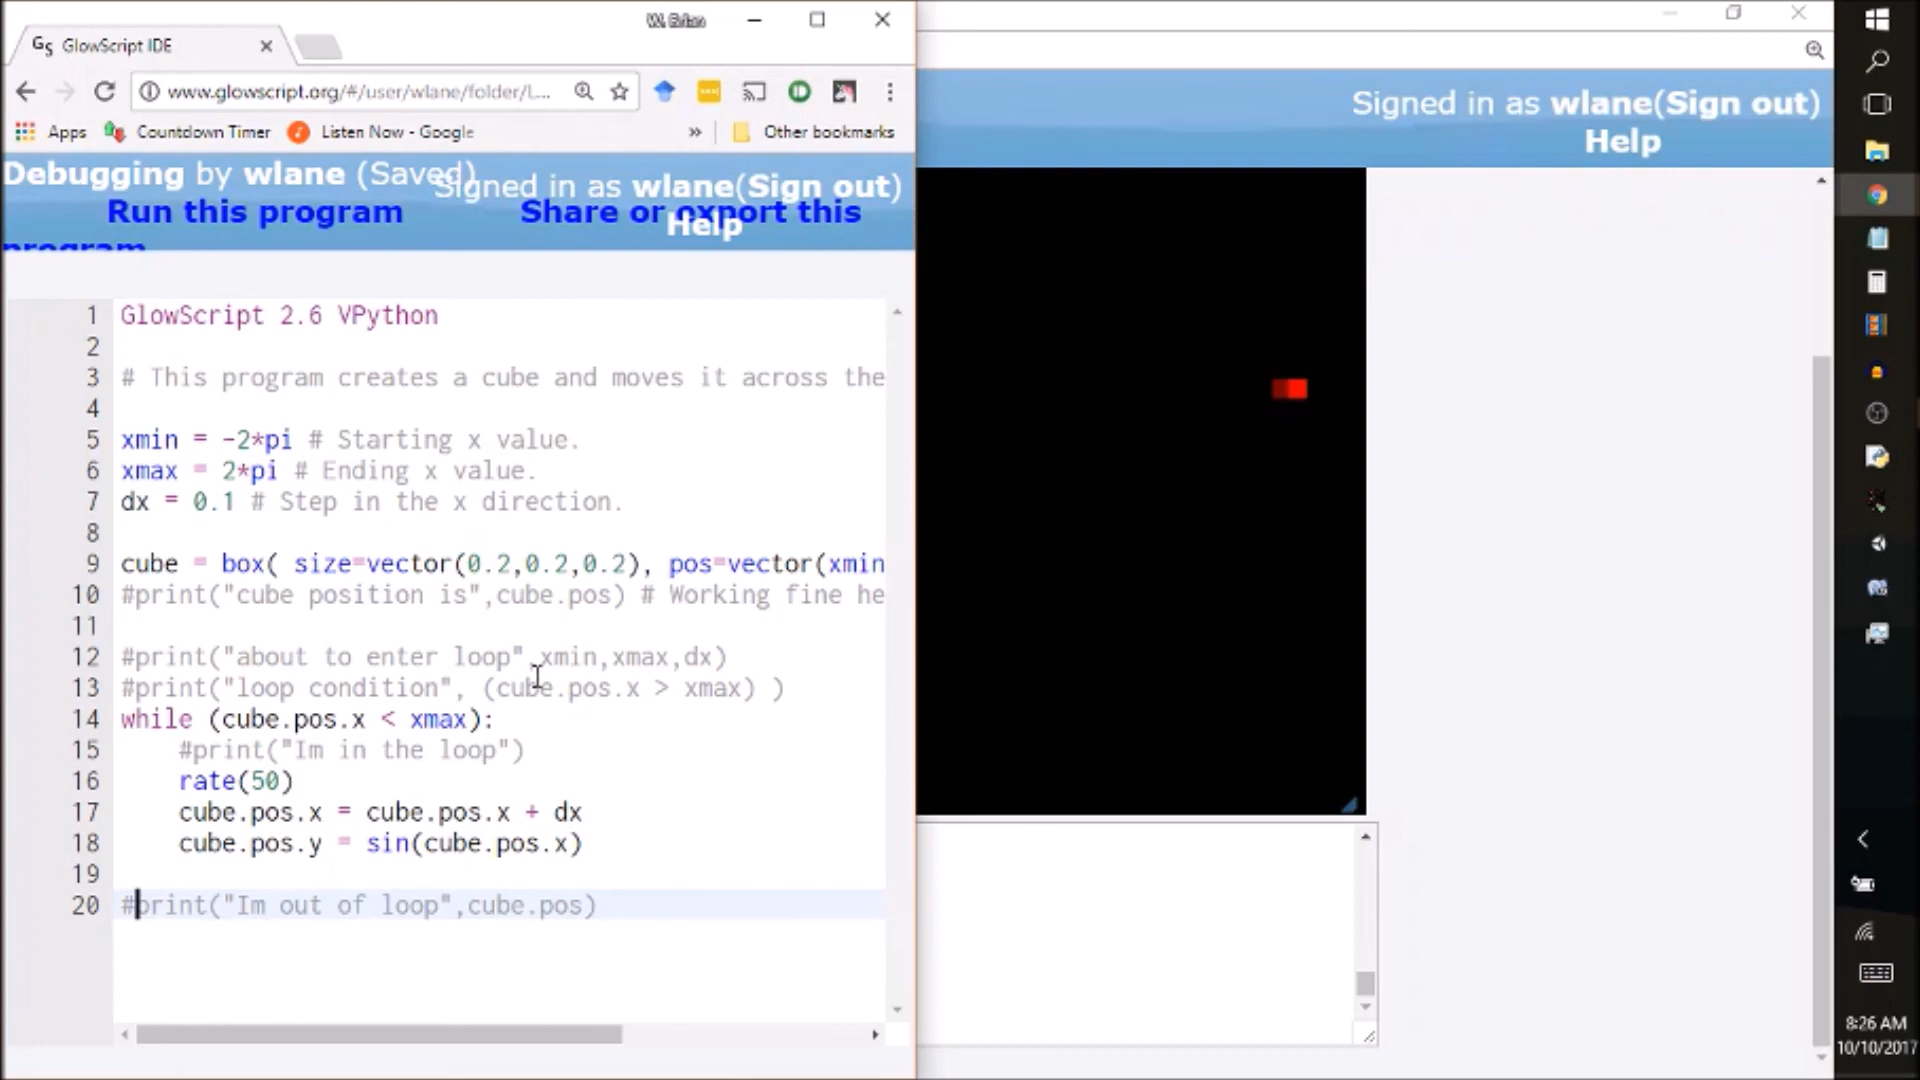 GlowScript IDE
www.glowscript.org/#/user/wlane/folder/L...
Apps Countdown Timer Listen Now - Google » Other bookmarks
Debugging by wlane (Saved)
Signed in as wlane(Sign out)
Run this program Share or export this program
Help
1 GlowScript 2.6 VPython
2
3 # This program creates a cube and moves it across the
4
5 xmin = -2*pi # Starting x value.
6 xmax = 2*pi # Ending x value.
7 dx = 0.1 # Step in the x direction.
8
9 cube = box( size=vector(0.2,0.2,0.2), pos=vector(xmin
10 #print("cube position is",cube.pos) # Working fine he
11
12 #print("about to enter loop",xmin,xmax,dx)
13 #print("loop condition", (cube.pos.x > xmax) )
14 while (cube.pos.x < xmax):
15 #print("Im in the loop")
16 rate(50)
17 cube.pos.x = cube.pos.x + dx
18 cube.pos.y = sin(cube.pos.x)
19
20 #print("Im out of loop",cube.pos)
Signed in as wlane(Sign out)
Help
8:26 AM
10/10/2017